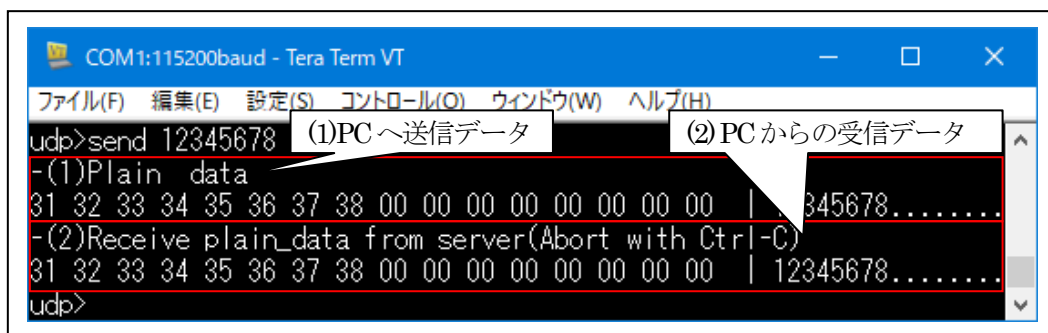 COM1:115200baud - Tera Term VT
ファイル(F) 編集(E) 設定(S) コントロール(O) ウィンドウ(W) ヘルプ(H)
udp>send 12345678
(1)PCへ送信データ
(2)PCからの受信データ
-(1)Plain  data
31 32 33 34 35 36 37 38 00 00 00 00 00 00 00 00 | 12345678........
-(2)Receive plain_data from server(Abort with Ctrl-C)
31 32 33 34 35 36 37 38 00 00 00 00 00 00 00 00 | 12345678........
udp>